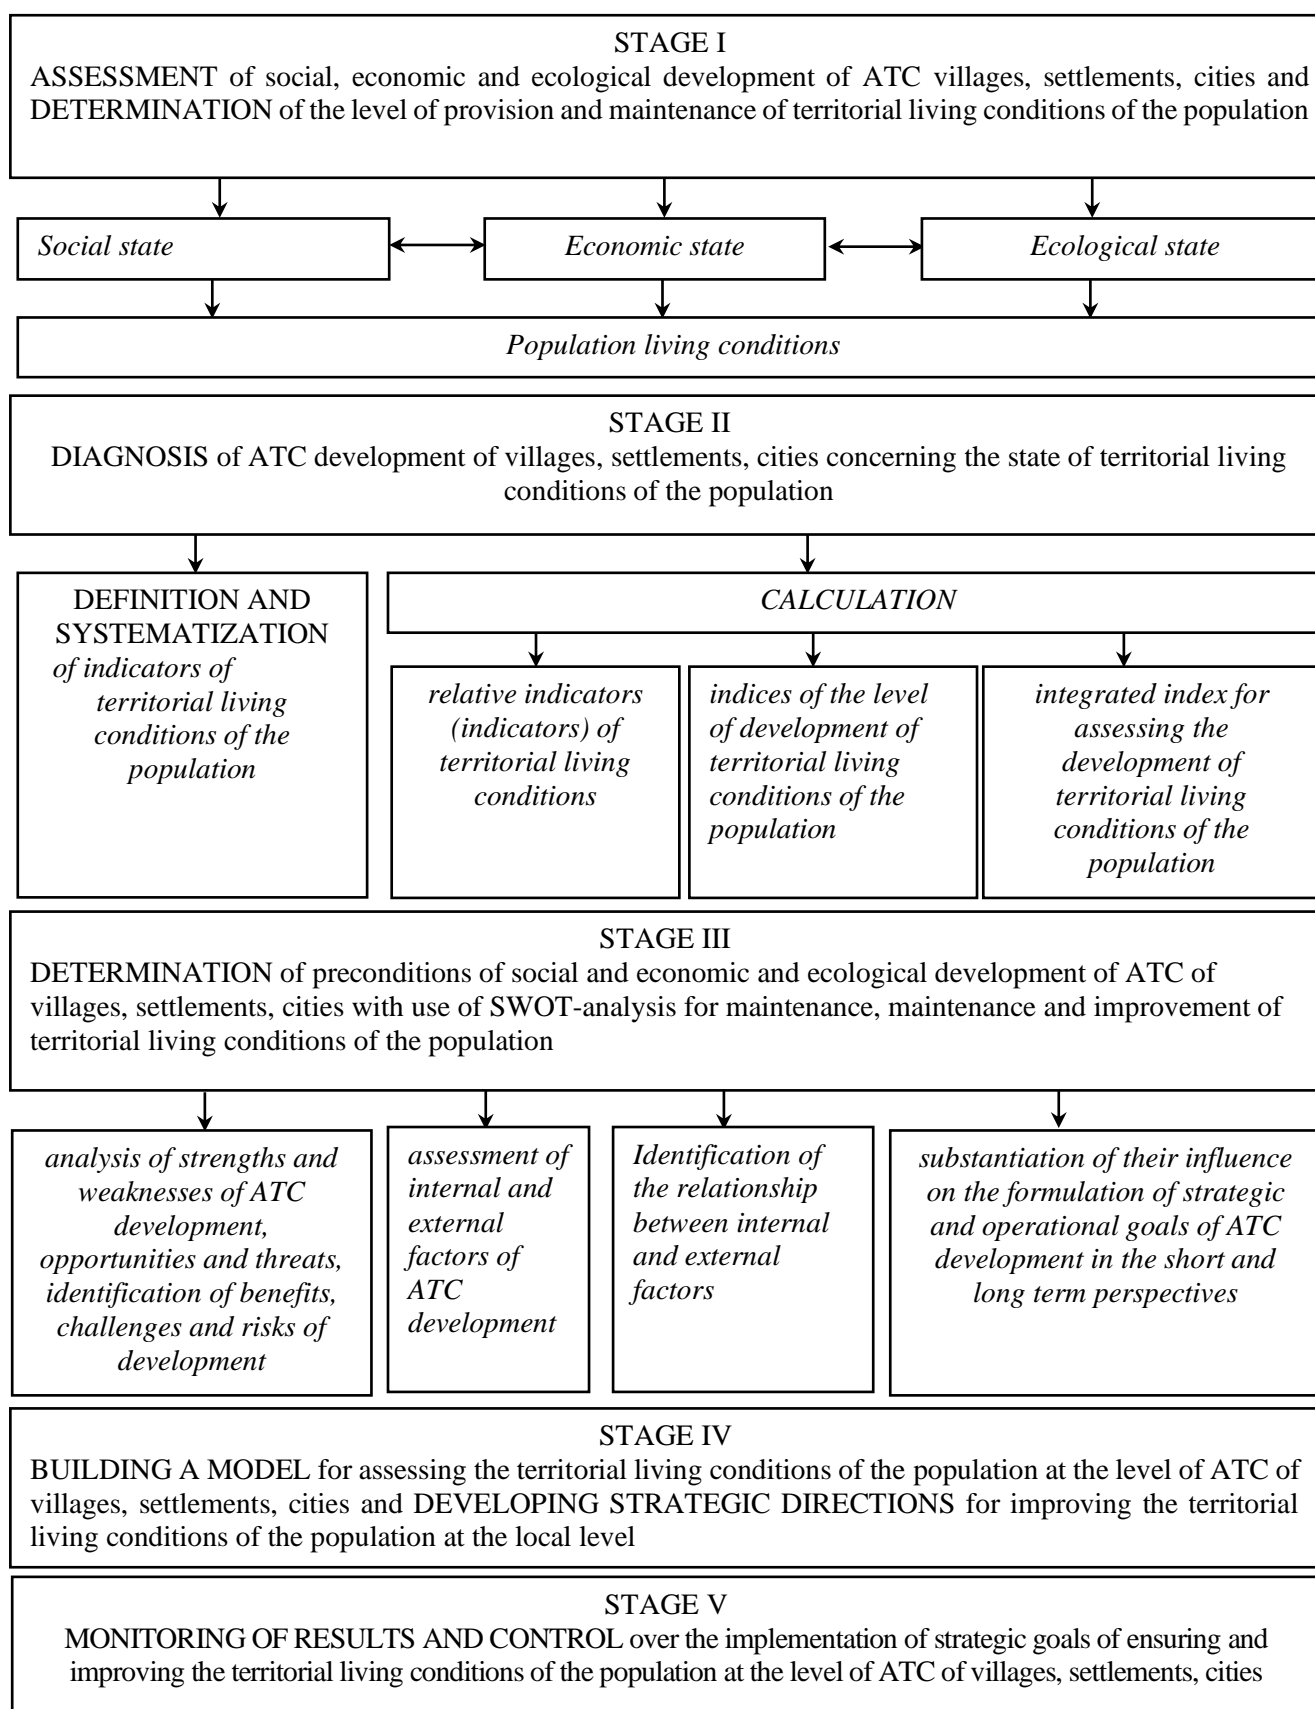 STAGE I
ASSESSMENT of social, economic and ecological development of ATC villages, settlements, cities and
DETERMINATION of the level of provision and maintenance of territorial living conditions of the population
Social state
Economic state
Ecological state
Population living conditions
STAGE II
DIAGNOSIS of ATC development of villages, settlements, cities concerning the state of territorial living
conditions of the population
DEFINITION AND
SYSTEMATIZATION
of indicators of
territorial living
conditions of the
population
CALCULATION
relative indicators
(indicators) of
territorial living
conditions
indices of the level
of development of
territorial living
conditions of the
population
integrated index for
assessing the
development of
territorial living
conditions of the
population
STAGE III
DETERMINATION of preconditions of social and economic and ecological development of ATC of
villages, settlements, cities with use of SWOT-analysis for maintenance, maintenance and improvement of
territorial living conditions of the population
analysis of strengths and
weaknesses of ATC
development,
opportunities and threats,
identification of benefits,
challenges and risks of
development
assessment of
internal and
external
factors of
ATC
development
Identification of
the relationship
between internal
and external
factors
substantiation of their influence
on the formulation of strategic
and operational goals of ATC
development in the short and
long term perspectives
STAGE IV
BUILDING A MODEL for assessing the territorial living conditions of the population at the level of ATC of
villages, settlements, cities and DEVELOPING STRATEGIC DIRECTIONS for improving the territorial
living conditions of the population at the local level
STAGE V
MONITORING OF RESULTS AND CONTROL over the implementation of strategic goals of ensuring and
improving the territorial living conditions of the population at the level of ATC of villages, settlements, cities